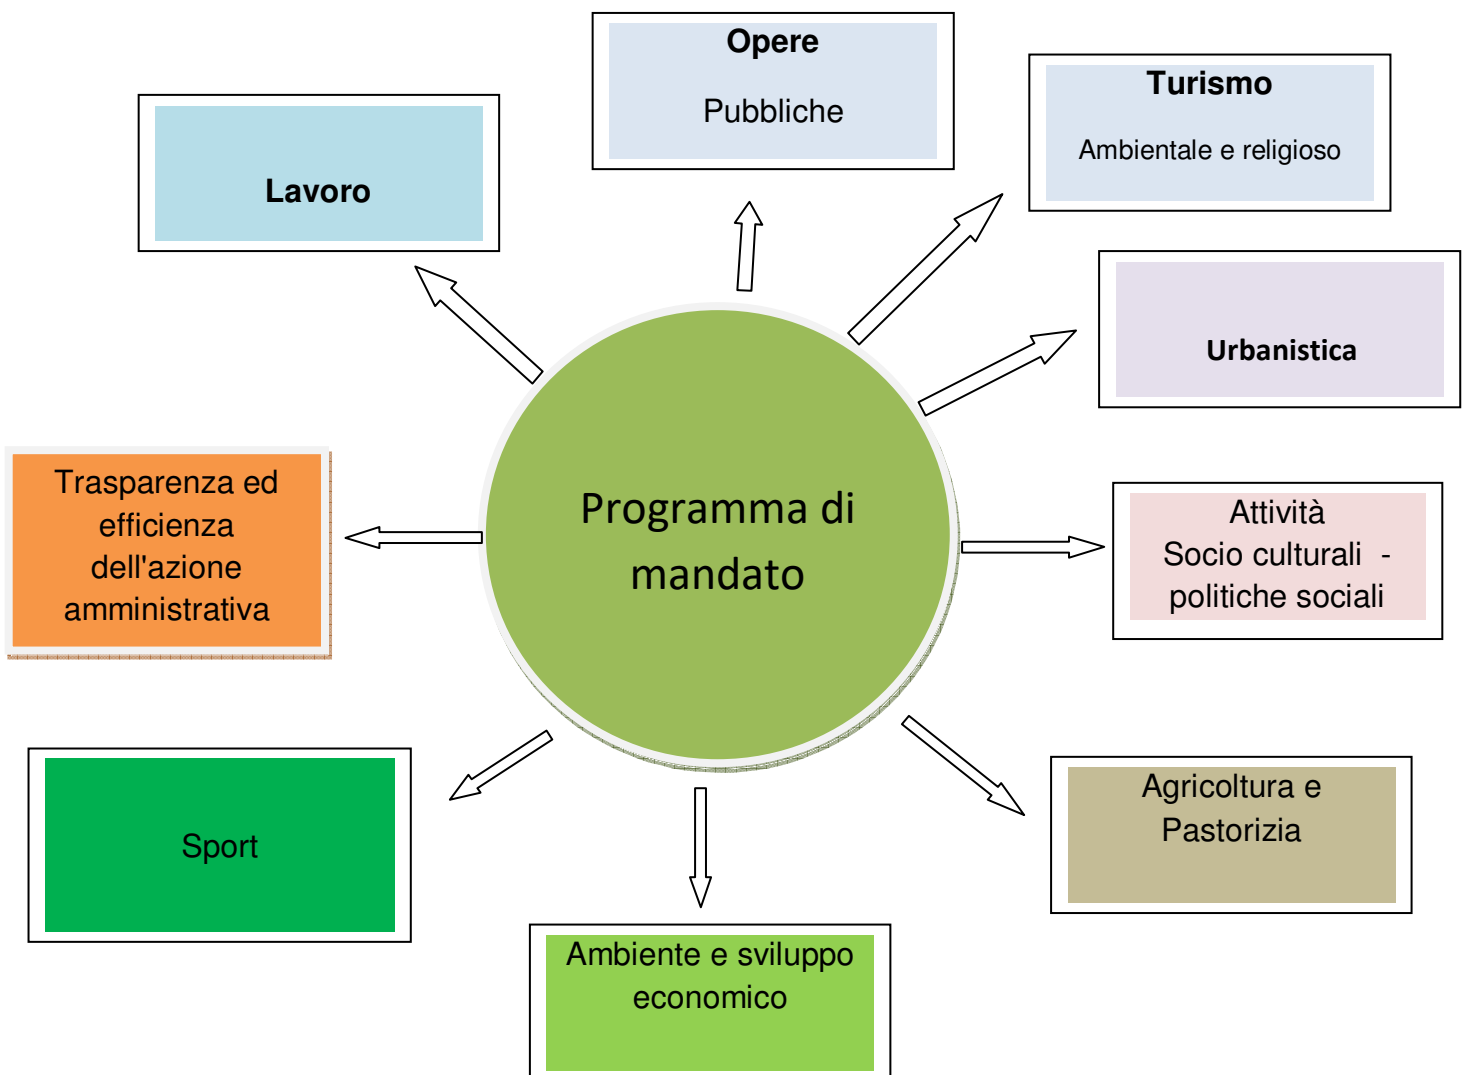 Opere
Pubbliche
Turismo
Ambientale e religioso
Lavoro
Urbanistica
Trasparenza ed
efficienza
dell'azione
amministrativa
Programma di
mandato
Attività
Socio culturali -
politiche sociali
Sport
Agricoltura e
Pastorizia
Ambiente e sviluppo
economico